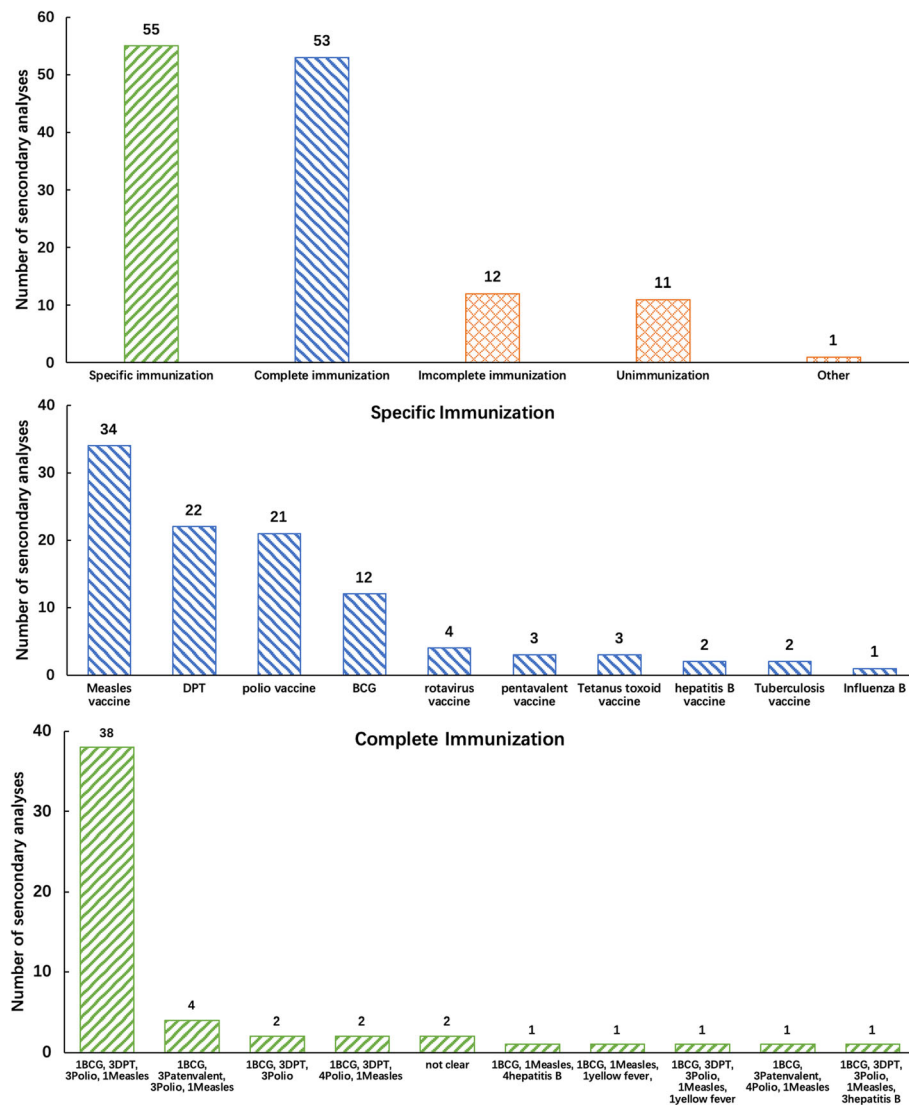 Number of sencondary analyses
60
50
40
30
20
10
0
55
53
12
11
1
Specific immunization
Complete immunization
Imcomplete immunization
Unimmunization
Other
Specific Immunization
Number of sencondary analyses
40
30
20
10
0
34
22
21
12
4
3
3
2
2
1
Measles
vaccine
DPT
polio vaccine
BCG
rotavirus
vaccine
pentavalent
vaccine
Tetanus toxoid
vaccine
hepatitis B
vaccine
Tuberculosis
vaccine
Influenza B
Complete Immunization
Number of sencondary analyses
40
30
20
10
0
38
4
2
2
2
1
1
1
1
1
1BCG, 3DPT,
3Polio, 1Measles
1BCG,
3Patenvalent,
3Polio, 1Measles
1BCG, 3DPT,
3Polio
1BCG, 3DPT,
4Polio, 1Measles
not clear
1BCG, 1Measles,
4hepatitis B
1BCG, 1Measles,
1yellow fever,
1BCG, 3DPT,
3Polio,
1Measles,
1yellow fever
1BCG,
3Patenvalent,
4Polio, 1Measles
1BCG, 3DPT,
3Polio,
1Measles,
3hepatitis B